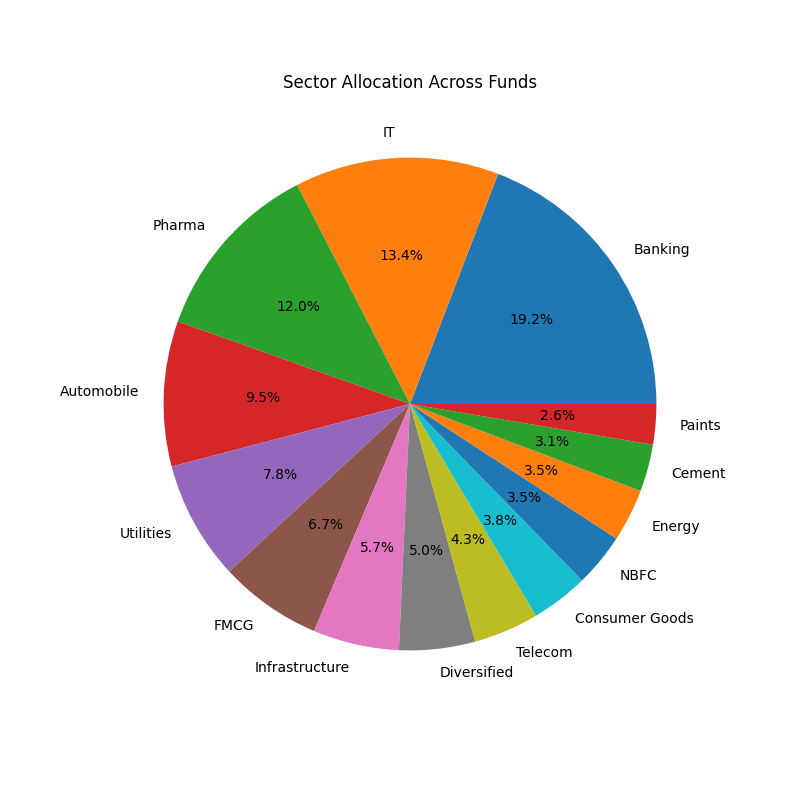 Sector Allocation Across Funds
IT
Pharma
Banking
13.4%
12.0%
19.2%
Automobile
9.5%
2.6%
Paints
3.1%
Cement
3.5%
7.8%
3.5%
Energy
Utilities
6.7%
3.8%
4.3%
5.7%
5.0%
NBFC
Consumer Goods
FMCG
Telecom
Infrastructure
Diversified